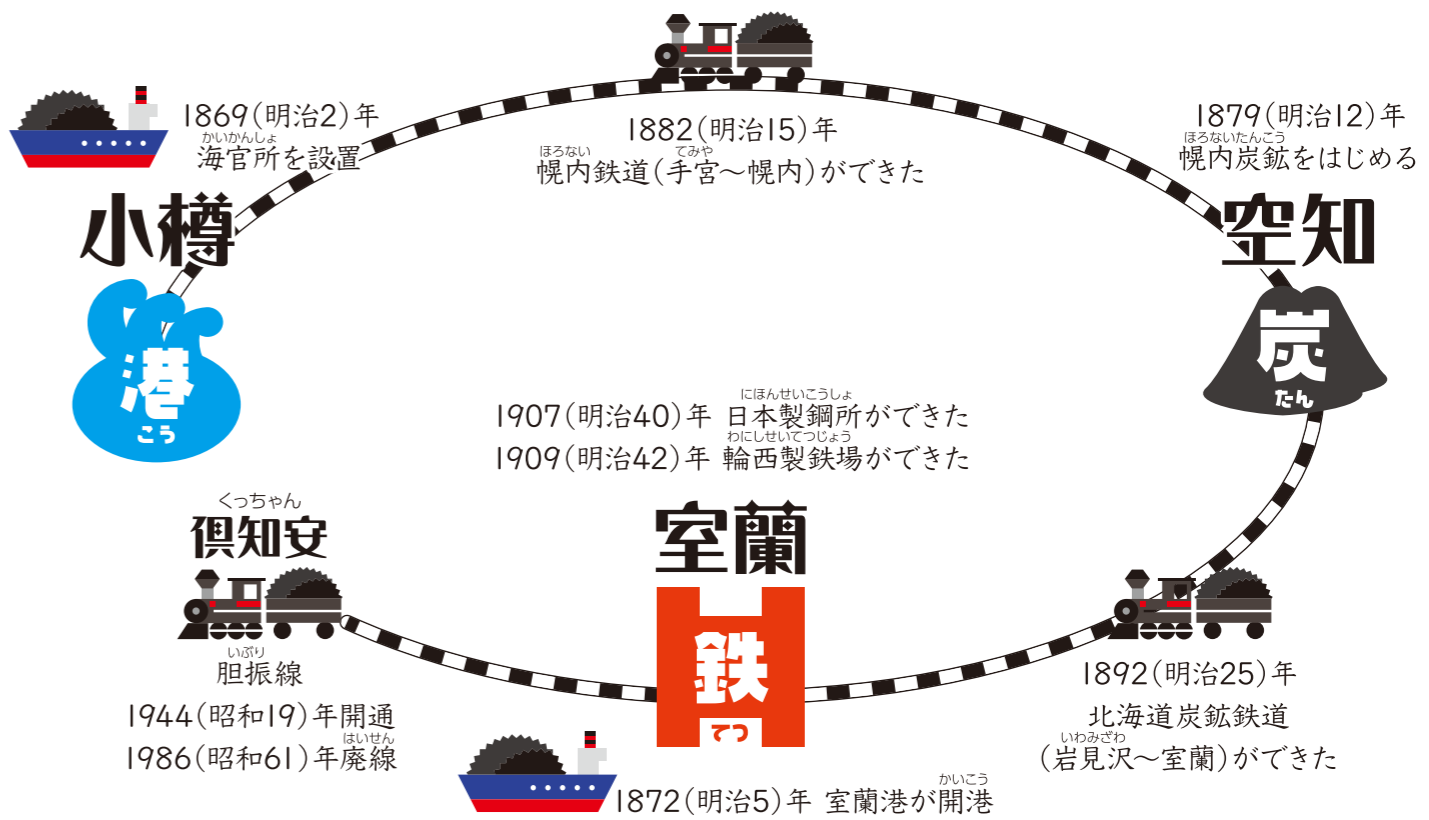 1869(明治2)年
かいかんしょ
海官所を設置
小樽
港
こう
1882(明治15)年
ほろない てみや
幌内鉄道(手宮～幌内)ができた
1879(明治12)年
ほろないたんこう
幌内炭鉱をはじめる
空知
炭
たん
にほんせいこうしょ
1907(明治40)年 日本製鋼所ができた
わにしせいてつじょう
1909(明治42)年 輪西製鉄場ができた
室蘭
鉄
てつ
くっちゃん
倶知安
いぶり
胆振線
1944(昭和19)年開通
はいせん
1986(昭和61)年廃線
かいこう
1872(明治5)年 室蘭港が開港
1892(明治25)年
北海道炭鉱鉄道
いわみざわ
(岩見沢～室蘭)ができた